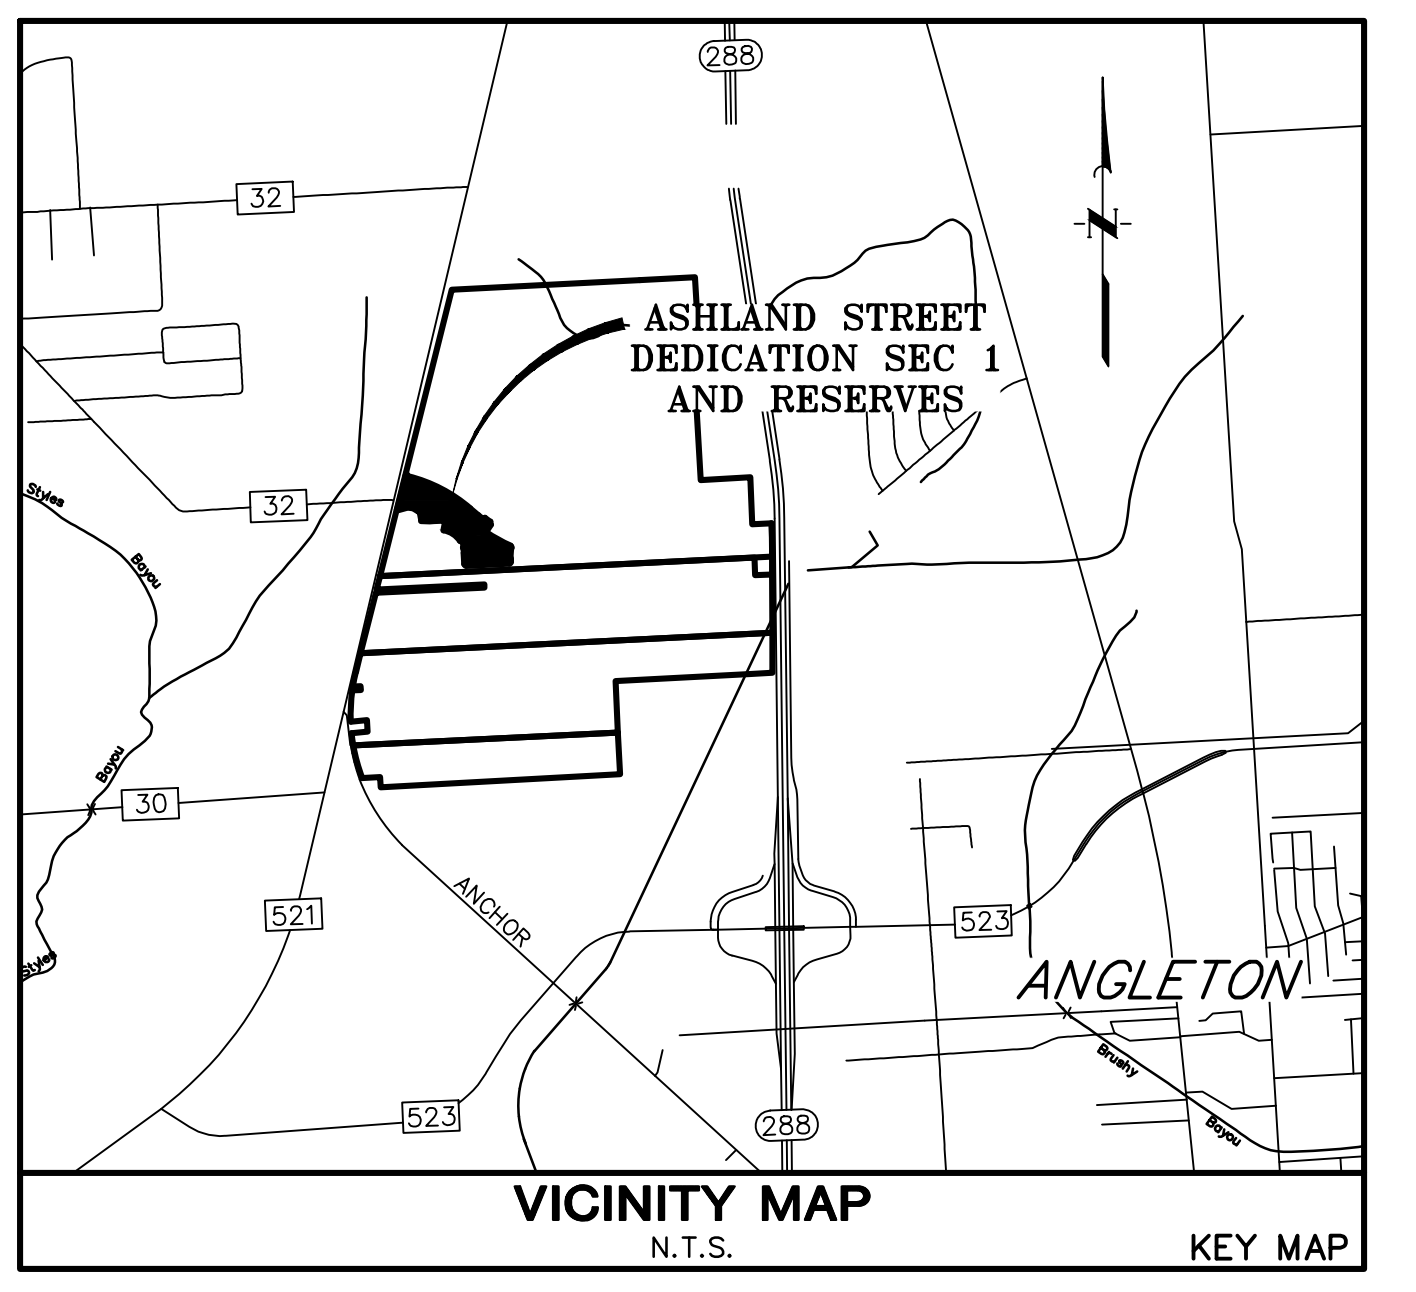 288
32
N
ASHLAND STREET
DEDICATION SEC 1
AND RESERVES
Styles
32
Bayou
Bayou
30
521
ANCHOR
523
Styles
ANGLETON
Brushy
523
288
Bayou
VICINITY MAP
N.T.S.
KEY MAP